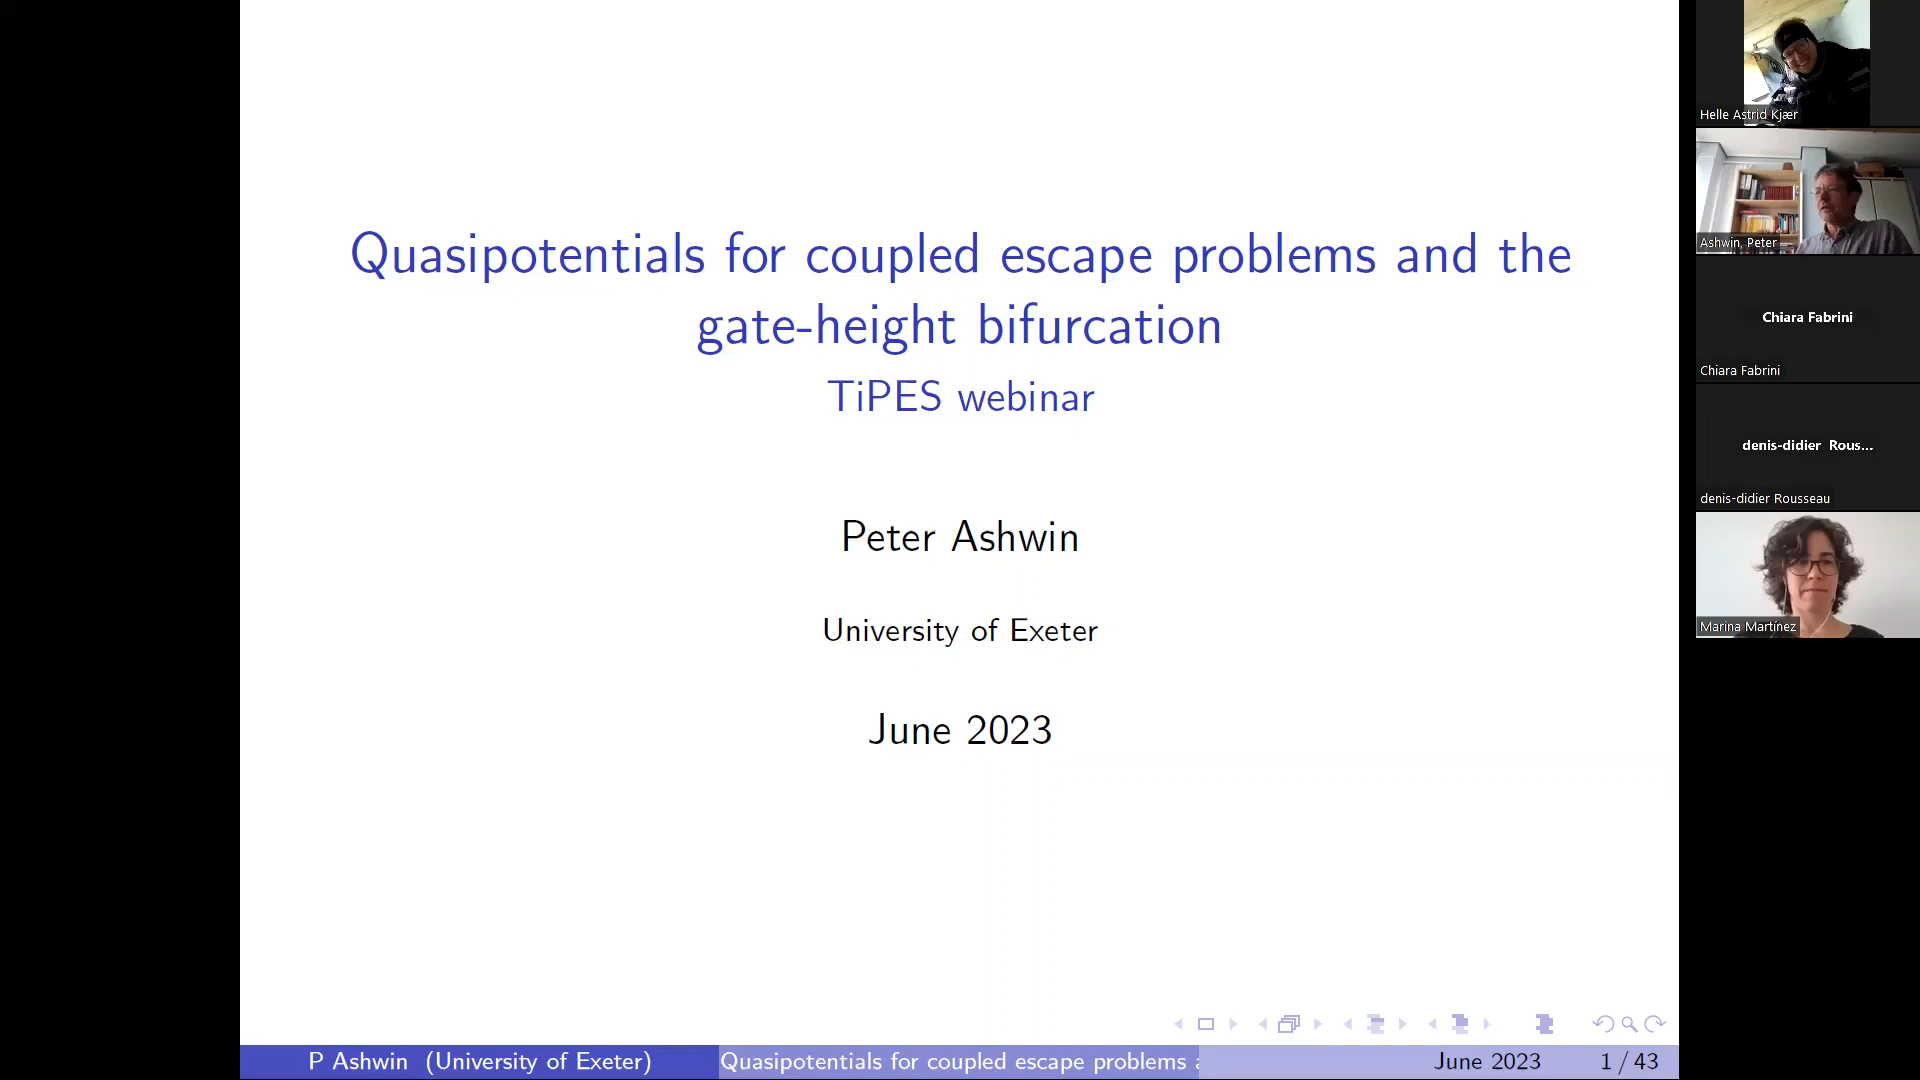 Quasipotentials for coupled escape problems and the
gate-height bifurcation
TiPES webinar
Peter Ashwin
University of Exeter
June 2023
P Ashwin (University of Exeter)
Quasipotentials for coupled escape problems a
June 2023
1 / 43
Helle Astrid Kjær
Ashwin, Peter
Chiara Fabrini
Chiara Fabrini
denis-didier Rous...
denis-didier Rousseau
Marina Martínez